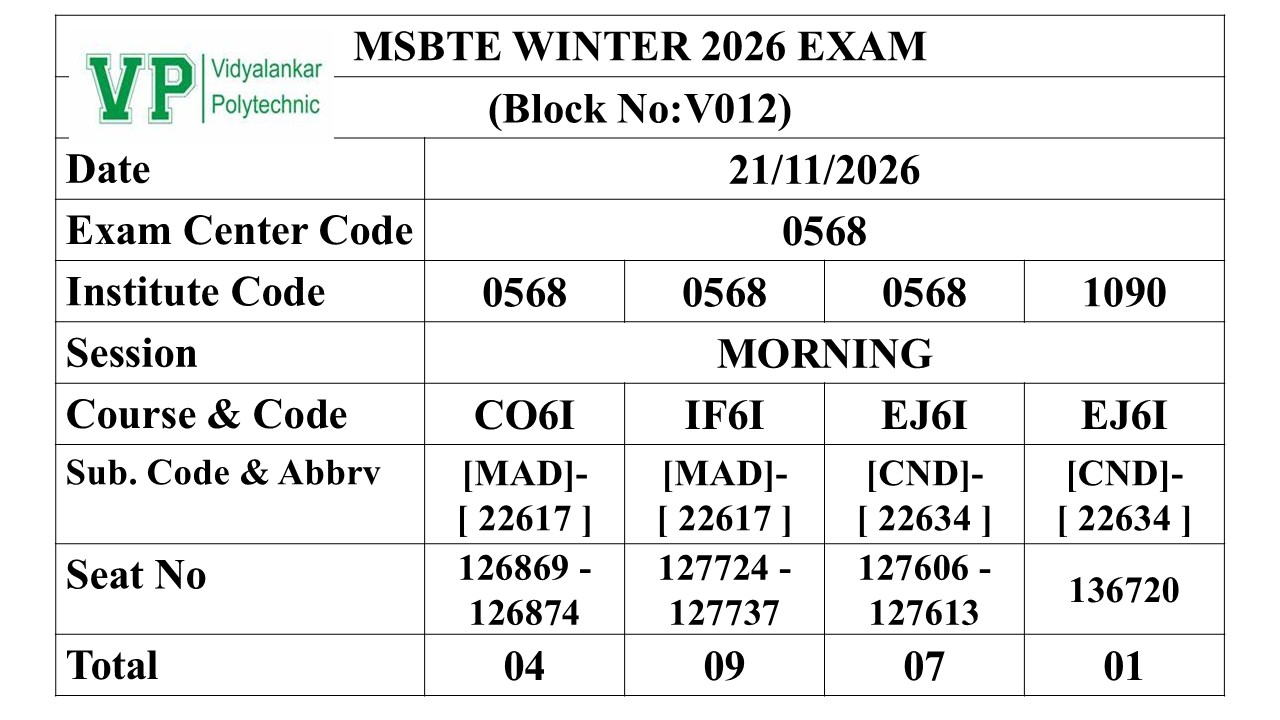 MSBTE WINTER 2026 EXAM
VP Vidyalankar
Polytechnic
(Block No:V012)
Date 21/11/2026
Exam Center Code 0568
Institute Code 0568 0568 0568 1090
Session MORNING
Course & Code CO6I IF6I EJ6I EJ6I
Sub. Code & Abbrv [MAD]- [MAD]- [CND]- [CND]-
[ 22617 ] [ 22617 ] [ 22634 ] [ 22634 ]
Seat No 126869 - 127724 - 127606 - 136720
126874 127737 127613
Total 04 09 07 01